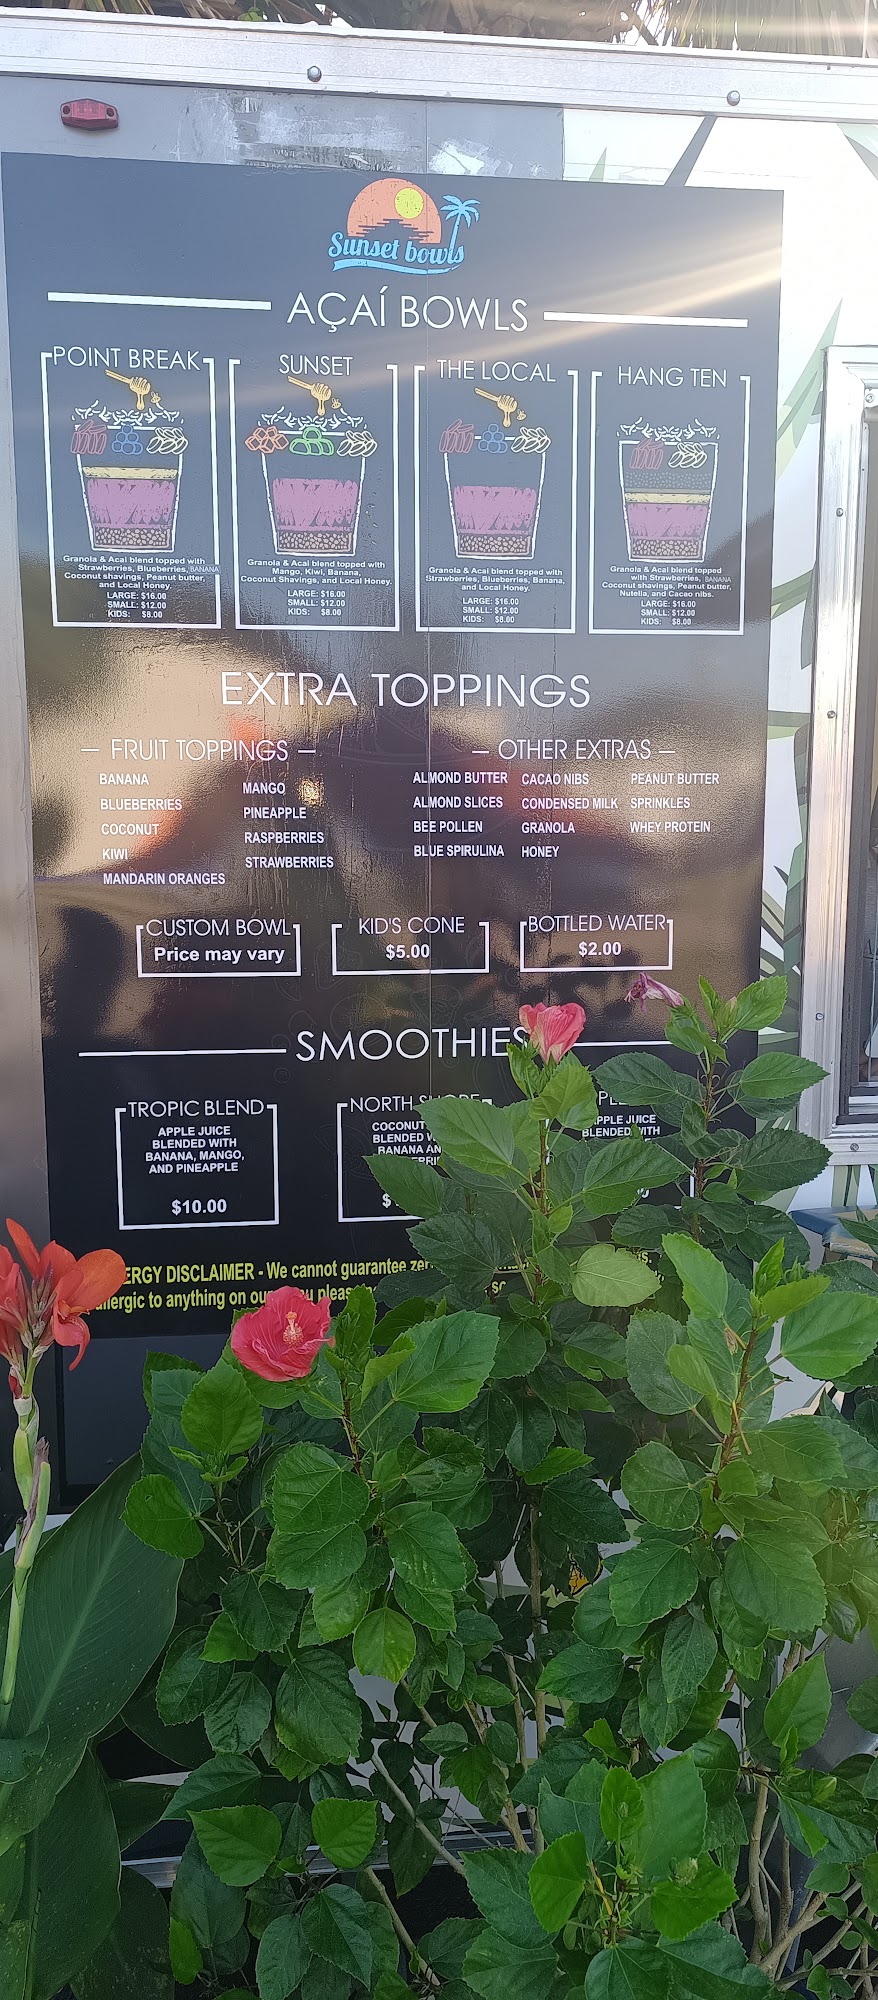 Sunset bowls
AÇAÍ BOWLS
POINT BREAK
Granola & Acai blend topped with
Strawberries, Blueberries, BANANA
Coconut shavings, Peanut butter,
and Local Honey.
LARGE: $16.00
SMALL: $12.00
KIDS: $8.00
SUNSET
Granola & Acai blend topped with
Mango, Kiwi, Banana,
Coconut Shavings, and Local Honey.
LARGE: $16.00
SMALL: $12.00
KIDS: $8.00
THE LOCAL
Granola & Acai blend topped with
Strawberries, Blueberries, Banana,
and Local Honey.
LARGE: $16.00
SMALL: $12.00
KIDS: $8.00
HANG TEN
Granola & Acai blend topped
with Strawberries, BANANA
Coconut shavings, Peanut butter,
Nutella, and Cacao nibs.
LARGE: $16.00
SMALL: $12.00
KIDS: $8.00
EXTRA TOPPINGS
— FRUIT TOPPINGS —
BANANA
BLUEBERRIES
COCONUT
KIWI
MANDARIN ORANGES
MANGO
PINEAPPLE
RASPBERRIES
STRAWBERRIES
— OTHER EXTRAS —
ALMOND BUTTER
ALMOND SLICES
BEE POLLEN
BLUE SPIRULINA
CACAO NIBS
CONDENSED MILK
GRANOLA
HONEY
PEANUT BUTTER
SPRINKLES
WHEY PROTEIN
CUSTOM BOWL
Price may vary
KID'S CONE
$5.00
BOTTLED WATER
$2.00
SMOOTHIES
TROPIC BLEND
APPLE JUICE
BLENDED WITH
BANANA, MANGO,
AND PINEAPPLE
$10.00
NORTH SHORE
COCONUT
BLENDED
BANANA
APPLE JUICE
BLENDED WITH
DISCLAIMER - We cannot guarantee
allergic to anything on